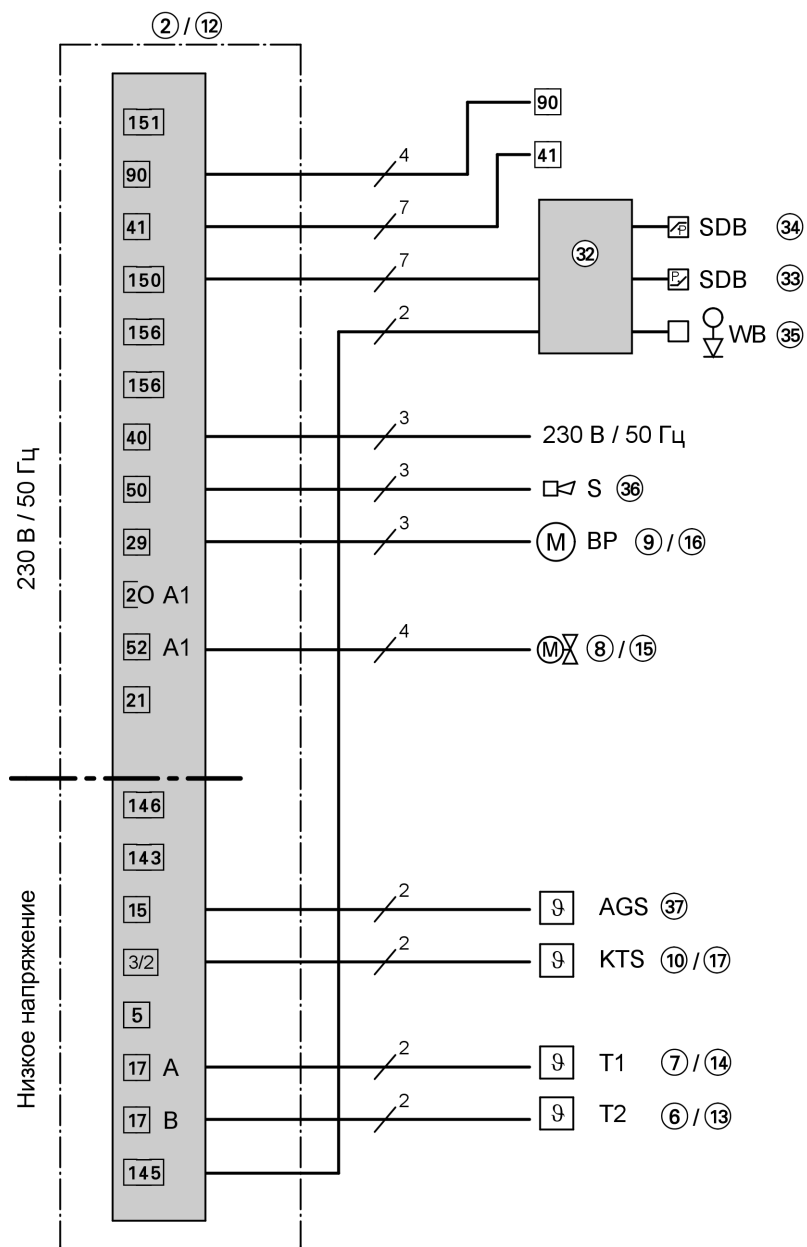 ② / ⑫
151
90
90 4
41
41 7
32
SDB 34
150 7
SDB 33
156 2
WB 35
156
40 3 230 В / 50 Гц
50 3 S 36
29 3 M BP ⑨ / ⑯
2O A1
52 A1 4 M ⑧ / ⑮
21
230 В / 50 Гц
146
143
15 2 ϑ AGS 37
3/2 2 ϑ KTS ⑩ / ⑰
5
17 A 2 ϑ T1 ⑦ / ⑭
17 B 2 ϑ T2 ⑥ / ⑬
145
Низкое напряжение